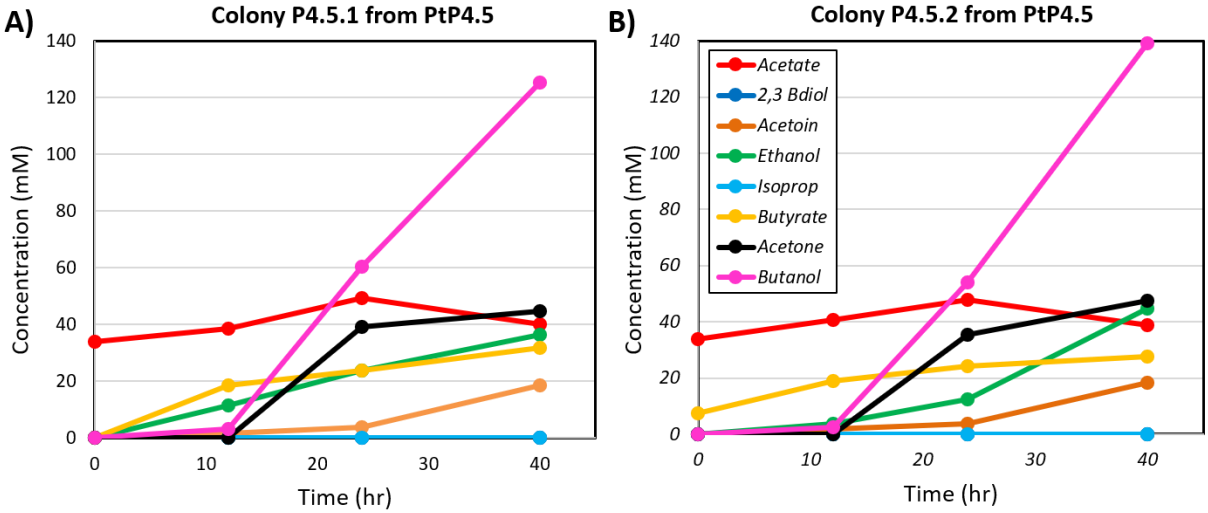 A)
Colony P4.5.1 from PtP4.5
Concentration (mM)
140
120
100
80
60
40
20
0
0 10 20 30 40
Time (hr)
B)
Colony P4.5.2 from PtP4.5
Concentration (mM)
140
120
100
80
60
40
20
0
Acetate
2,3 Bdiol
Acetoin
Ethanol
Isoprop
Butyrate
Acetone
Butanol
0 10 20 30 40
Time (hr)